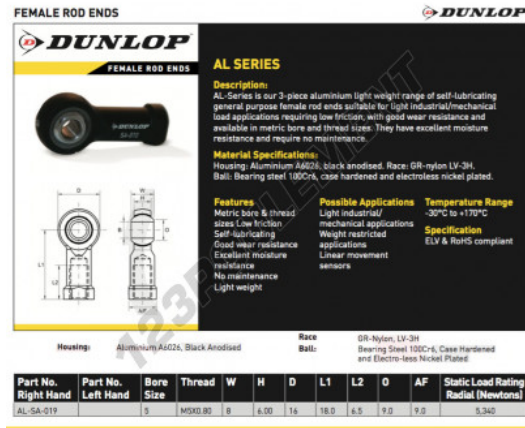 FEMALE ROD ENDS
DUNLOP
DUNLOP
FEMALE ROD ENDS
DUNLOP
AL SERIES
Description:
AL-Series is our 3-piece aluminium light weight range of self-lubricating
general purpose female rod ends suitable for light industrial/mechanical
load applications requiring low friction, with good wear resistance and
available in metric bore and thread sizes. They have excellent moisture
resistance and require no maintenance.
Material Specifications:
Housing: Aluminium A6026, black anodised. Race: GR-nylon LV-3H.
Ball: Bearing steel 100Cr6, case hardened and electroless nickel plated.
Features
Metric bore & thread
sizes Low friction
Self-lubricating
Good wear resistance
Excellent moisture
resistance
No maintenance
Light weight
Possible Applications
Light industrial/
mechanical applications
Weight restricted
applications
Linear movement
sensors
Temperature Range
-30°C to +170°C
Specification
ELV & RoHS compliant
D
W
H
B
O
L1
L2
AF
Housing: Aluminium A6026, Black Anodised
Race GR-Nylon, LV-3H
Ball: Bearing Steel 100Cr6, Case Hardened
and Electro-less Nickel Plated
Part No. Right Hand Part No. Left Hand Bore Size Thread W H D L1 L2 O AF Static Load Rating Radial (Newtons)
AL-SA-019 5 M5X0.80 8 6.00 16 18.0 6.5 9.0 9.0 5,340